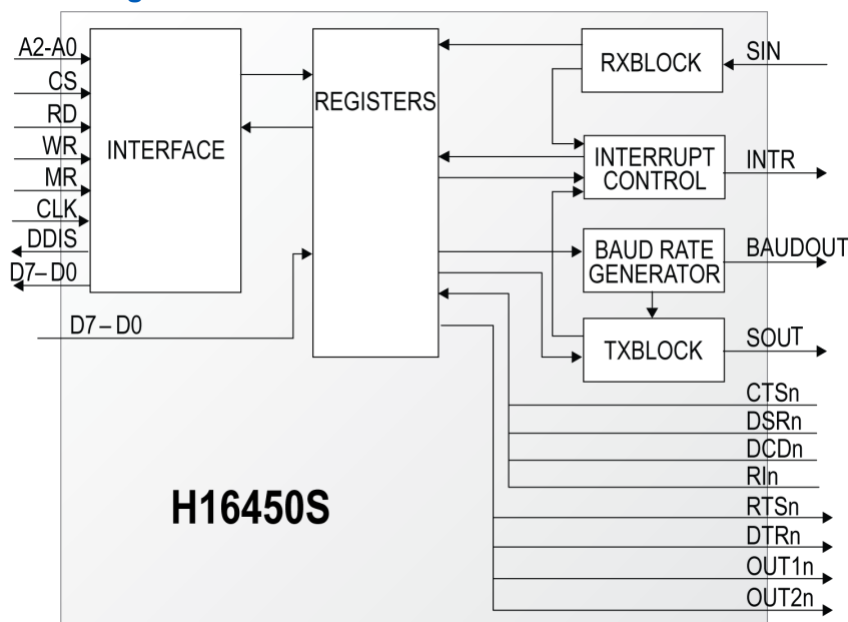 A2-A0
CS
RD
WR
MR
CLK
DDIS
D7–D0
D7–D0
INTERFACE
REGISTERS
RXBLOCK
SIN
INTERRUPT
CONTROL
INTR
BAUD RATE
GENERATOR
BAUDOUT
TXBLOCK
SOUT
CTSn
DSRn
DCDn
RIn
RTSn
DTRn
OUT1n
OUT2n
H16450S